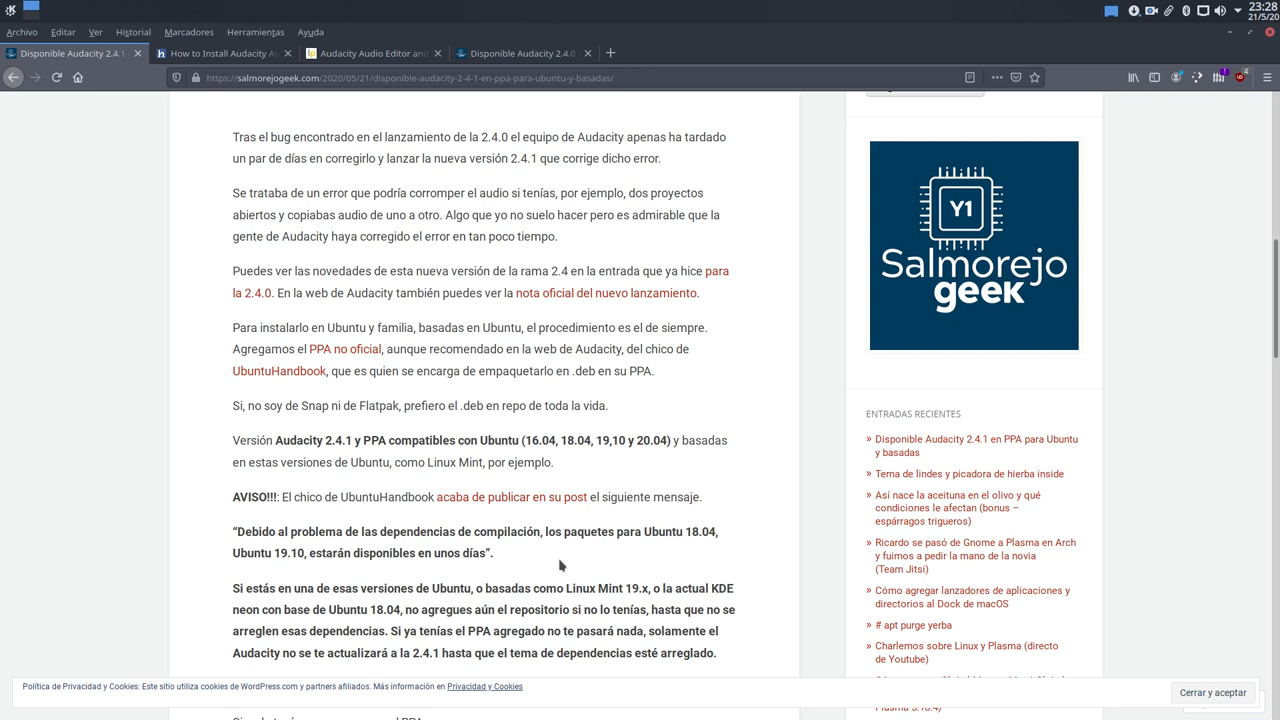 23:28
21/5/20
Archivo Editar Ver Historial Marcadores Herramientas Ayuda
Disponible Audacity 2.4.1
How to Install Audacity U
Audacity Audio Editor and
Disponible Audacity 2.4.0
https://salmorejogeek.com/2020/05/21/disponible-audacity-2-4-1-en-ppa-para-ubuntu-y-basadas/
Tras el bug encontrado en el lanzamiento de la 2.4.0 el equipo de Audacity apenas ha tardado
un par de días en corregirlo y lanzar la nueva versión 2.4.1 que corrige dicho error.
Se trataba de un error que podría corromper el audio si tenías, por ejemplo, dos proyectos
abiertos y copiabas audio de uno a otro. Algo que yo no suelo hacer pero es admirable que la
gente de Audacity haya corregido el error en tan poco tiempo.
Puedes ver las novedades de esta nueva versión de la rama 2.4 en la entrada que ya hice para
la 2.4.0. En la web de Audacity también puedes ver la nota oficial del nuevo lanzamiento.
Para instalarlo en Ubuntu y familia, basadas en Ubuntu, el procedimiento es el de siempre.
Agregamos el PPA no oficial, aunque recomendado en la web de Audacity, del chico de
UbuntuHandbook, que es quien se encarga de empaquetarlo en .deb en su PPA.
Si, no soy de Snap ni de Flatpak, prefiero el .deb en repo de toda la vida.
Versión Audacity 2.4.1 y PPA compatibles con Ubuntu (16.04, 18.04, 19,10 y 20.04) y basadas
en estas versiones de Ubuntu, como Linux Mint, por ejemplo.
AVISO!!!: El chico de UbuntuHandbook acaba de publicar en su post el siguiente mensaje.
“Debido al problema de las dependencias de compilación, los paquetes para Ubuntu 18.04,
Ubuntu 19.10, estarán disponibles en unos días”.
Si estás en una de esas versiones de Ubuntu, o basadas como Linux Mint 19.x, o la actual KDE
neon con base de Ubuntu 18.04, no agregues aún el repositorio si no lo tenías, hasta que no se
arreglen esas dependencias. Si ya tenías el PPA agregado no te pasará nada, solamente el
Audacity no se te actualizará a la 2.4.1 hasta que el tema de dependencias esté arreglado.
Y1
Salmorejo
geek
ENTRADAS RECIENTES
» Disponible Audacity 2.4.1 en PPA para Ubuntu
y basadas
» Tema de lindes y picadora de hierba inside
» Así nace la aceituna en el olivo y qué
condiciones le afectan (bonus –
espárragos trigueros)
» Ricardo se pasó de Gnome a Plasma en Arch
y fuimos a pedir la mano de la novia
(Team Jitsi)
» Cómo agregar lanzadores de aplicaciones y
directorios al Dock de macOS
» # apt purge yerba
» Charlemos sobre Linux y Plasma (directo
de Youtube)
Política de Privacidad y Cookies: Este sitio utiliza cookies de WordPress.com y partners afiliados. Más información en Privacidad y Cookies
Cerrar y aceptar